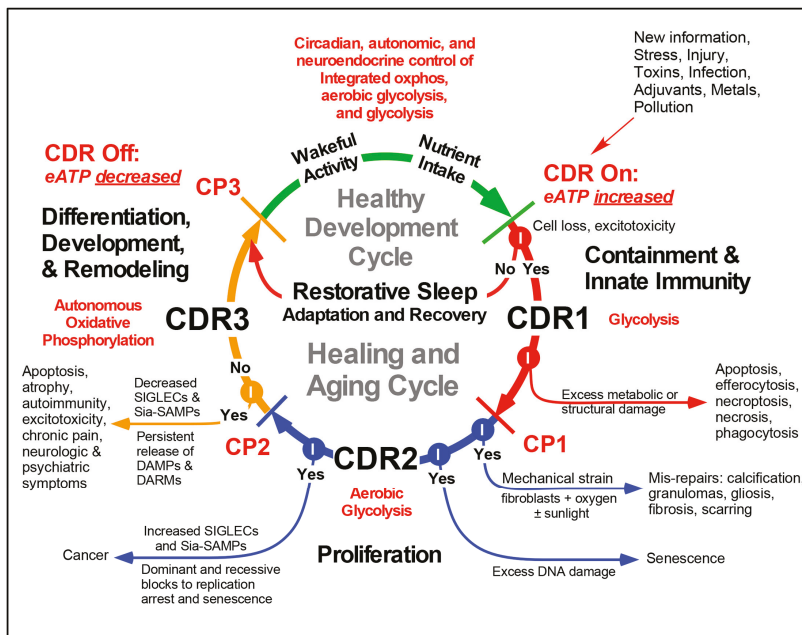 Circadian, autonomic, and
neuroendocrine control of
Integrated oxphos,
aerobic glycolysis,
and glycolysis
New information,
Stress, Injury,
Toxins, Infection,
Adjuvants, Metals,
Pollution
CDR Off:
eATP decreased
CP3
Wakeful
Activity
Nutrient
Intake
CDR On:
eATP increased
Healthy
Development
Cycle
Differentiation,
Development,
& Remodeling
Cell loss, excitotoxicity
I
No
Yes
Containment &
Innate Immunity
Restorative Sleep
Adaptation and Recovery
Autonomous
Oxidative
Phosphorylation
CDR3
CDR1
Glycolysis
Healing and
Aging Cycle
I
Apoptosis,
atrophy,
autoimmunity,
excitotoxicity,
chronic pain,
neurologic &
psychiatric
symptoms
Decreased
SIGLECs &
Sia-SAMPs
Persistent
release of
DAMPs &
DARMs
No
I
Yes
CP2
Excess metabolic or
structural damage
Apoptosis,
efferocytosis,
necroptosis,
necrosis,
phagocytosis
CP1
I
I
I
CDR2
Yes
Yes
Yes
Aerobic
Glycolysis
Mechanical strain
fibroblasts + oxygen
± sunlight
Mis-repairs: calcification,
granulomas, gliosis,
fibrosis, scarring
Proliferation
Increased SIGLECs
and Sia-SAMPs
Cancer
Dominant and recessive
blocks to replication
arrest and senescence
Excess DNA damage
Senescence